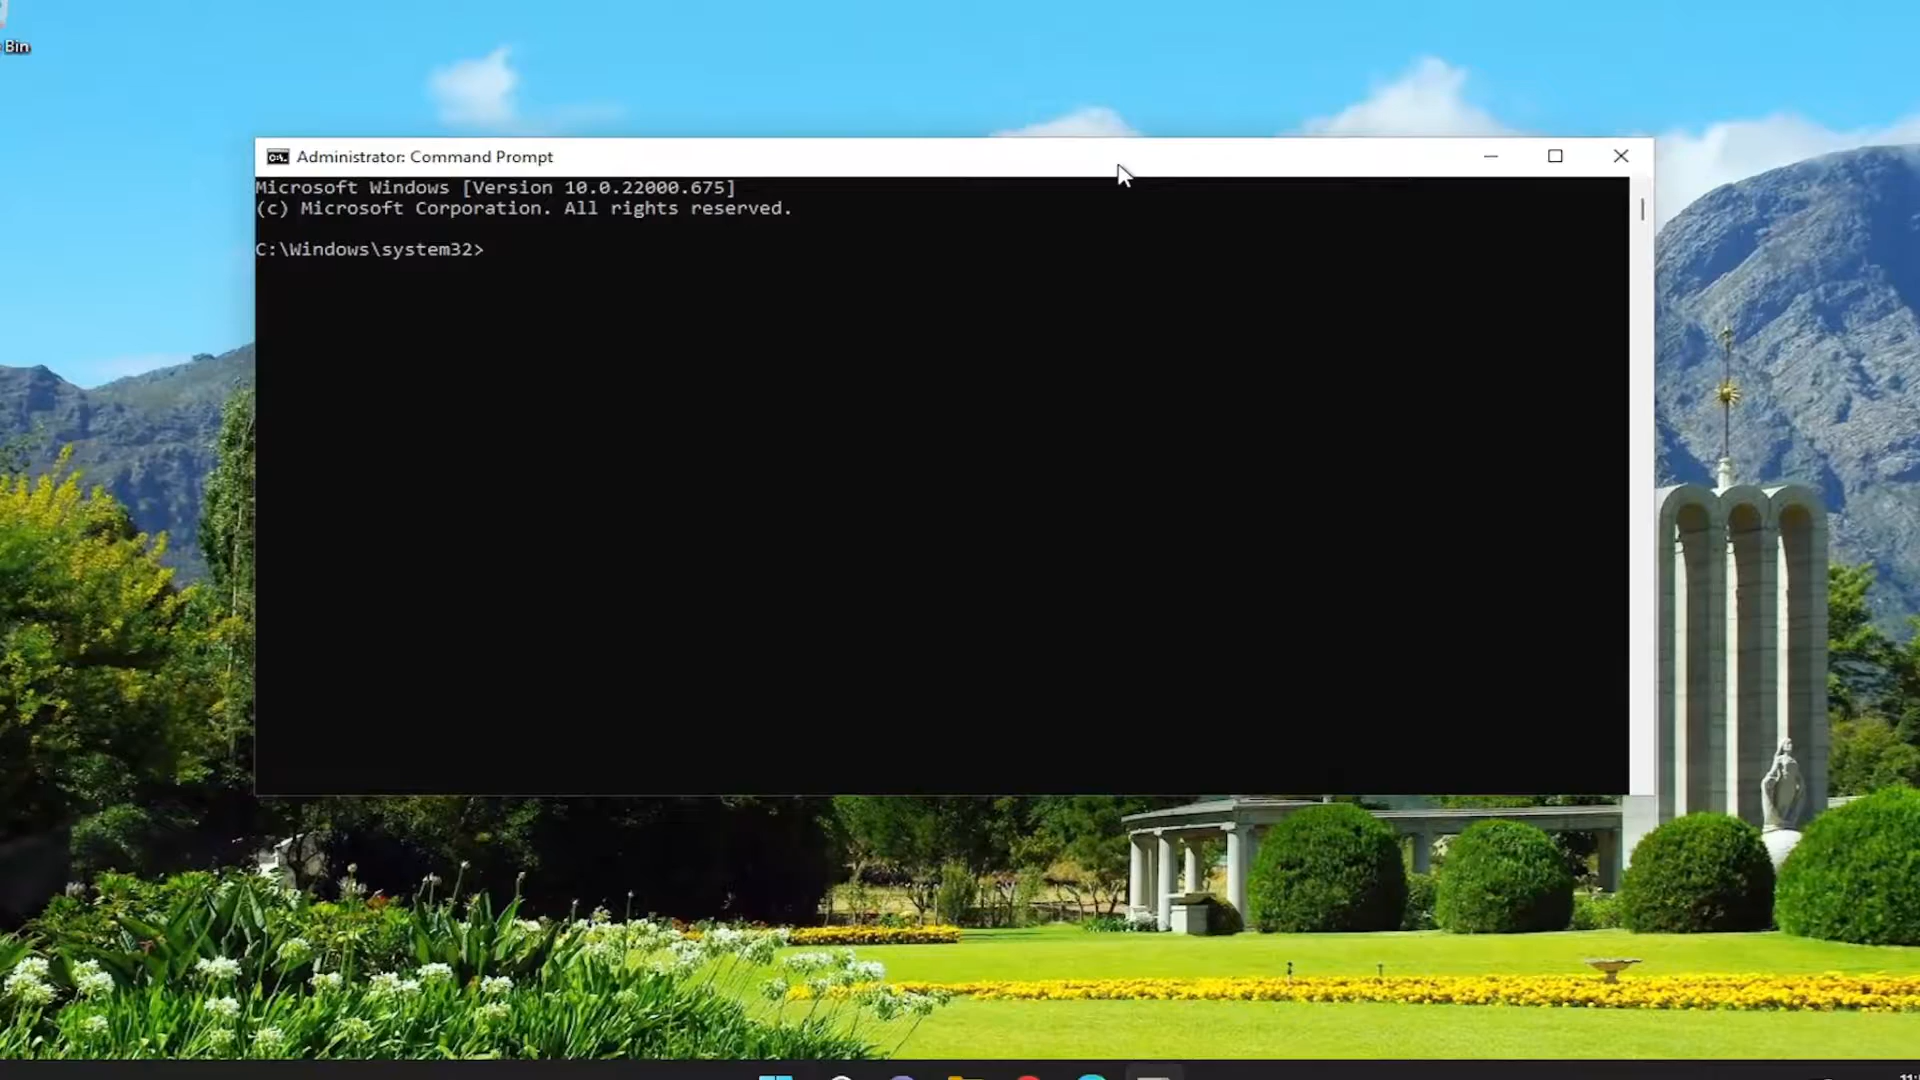 Bin
Administrator: Command Prompt
Microsoft Windows [Version 10.0.22000.675]
(c) Microsoft Corporation. All rights reserved.
C:\Windows\system32>